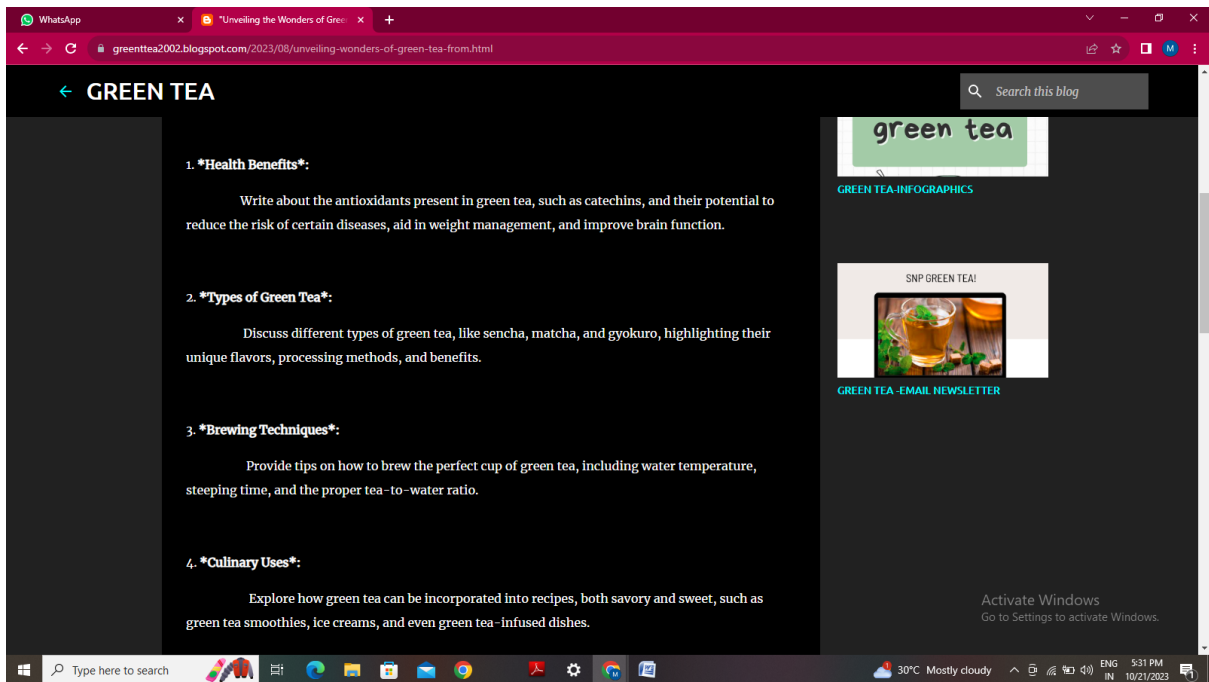 WhatsApp
"Unveiling the Wonders of Gree
greenttea2002.blogspot.com/2023/08/unveiling-wonders-of-green-tea-from.html
M
GREEN TEA
Search this blog
1. *Health Benefits*:
Write about the antioxidants present in green tea, such as catechins, and their potential to
reduce the risk of certain diseases, aid in weight management, and improve brain function.
2. *Types of Green Tea*:
Discuss different types of green tea, like sencha, matcha, and gyokuro, highlighting their
unique flavors, processing methods, and benefits.
3. *Brewing Techniques*:
Provide tips on how to brew the perfect cup of green tea, including water temperature,
steeping time, and the proper tea-to-water ratio.
4. *Culinary Uses*:
Explore how green tea can be incorporated into recipes, both savory and sweet, such as
green tea smoothies, ice creams, and even green tea-infused dishes.
green tea
GREEN TEA-INFOGRAPHICS
SNP GREEN TEA!
GREEN TEA -EMAIL NEWSLETTER
Activate Windows
Go to Settings to activate Windows.
Type here to search
30°C Mostly cloudy
ENG
IN
5:31 PM
10/21/2023